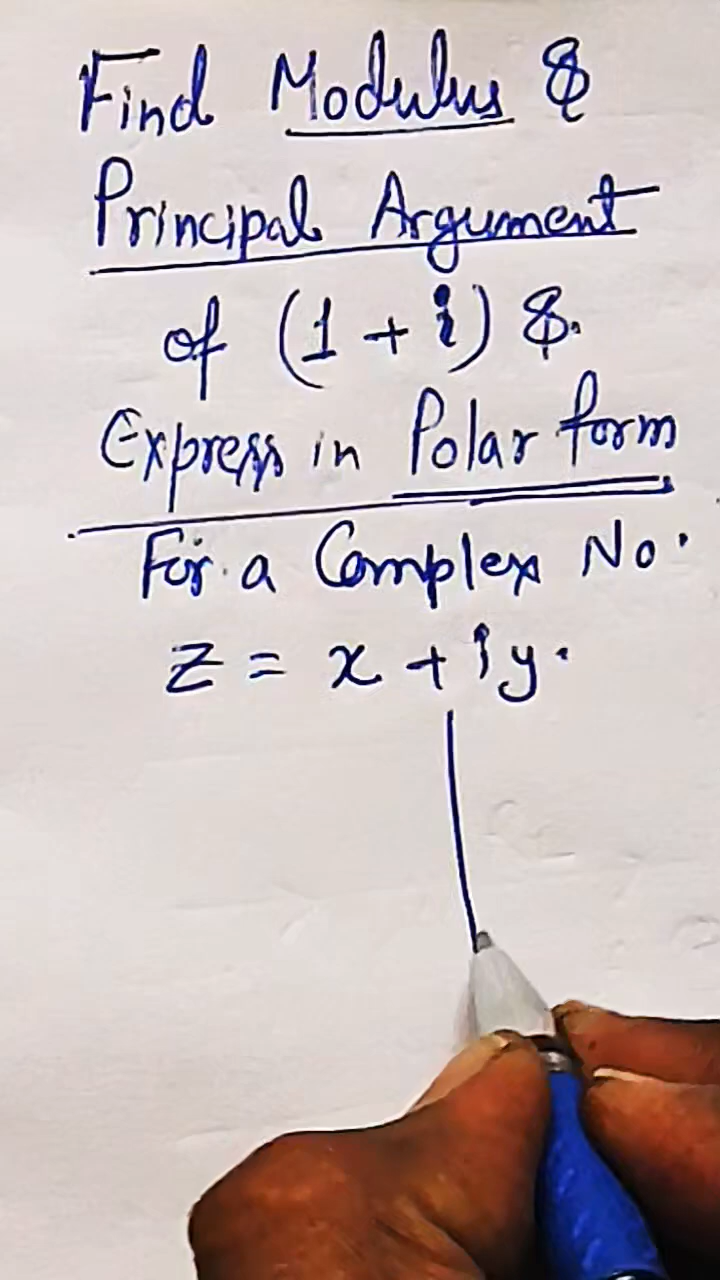 Find Modulus &
Principal Argument
of (1 + i) &
Express in Polar form
For a Complex No.
z = x + iy.